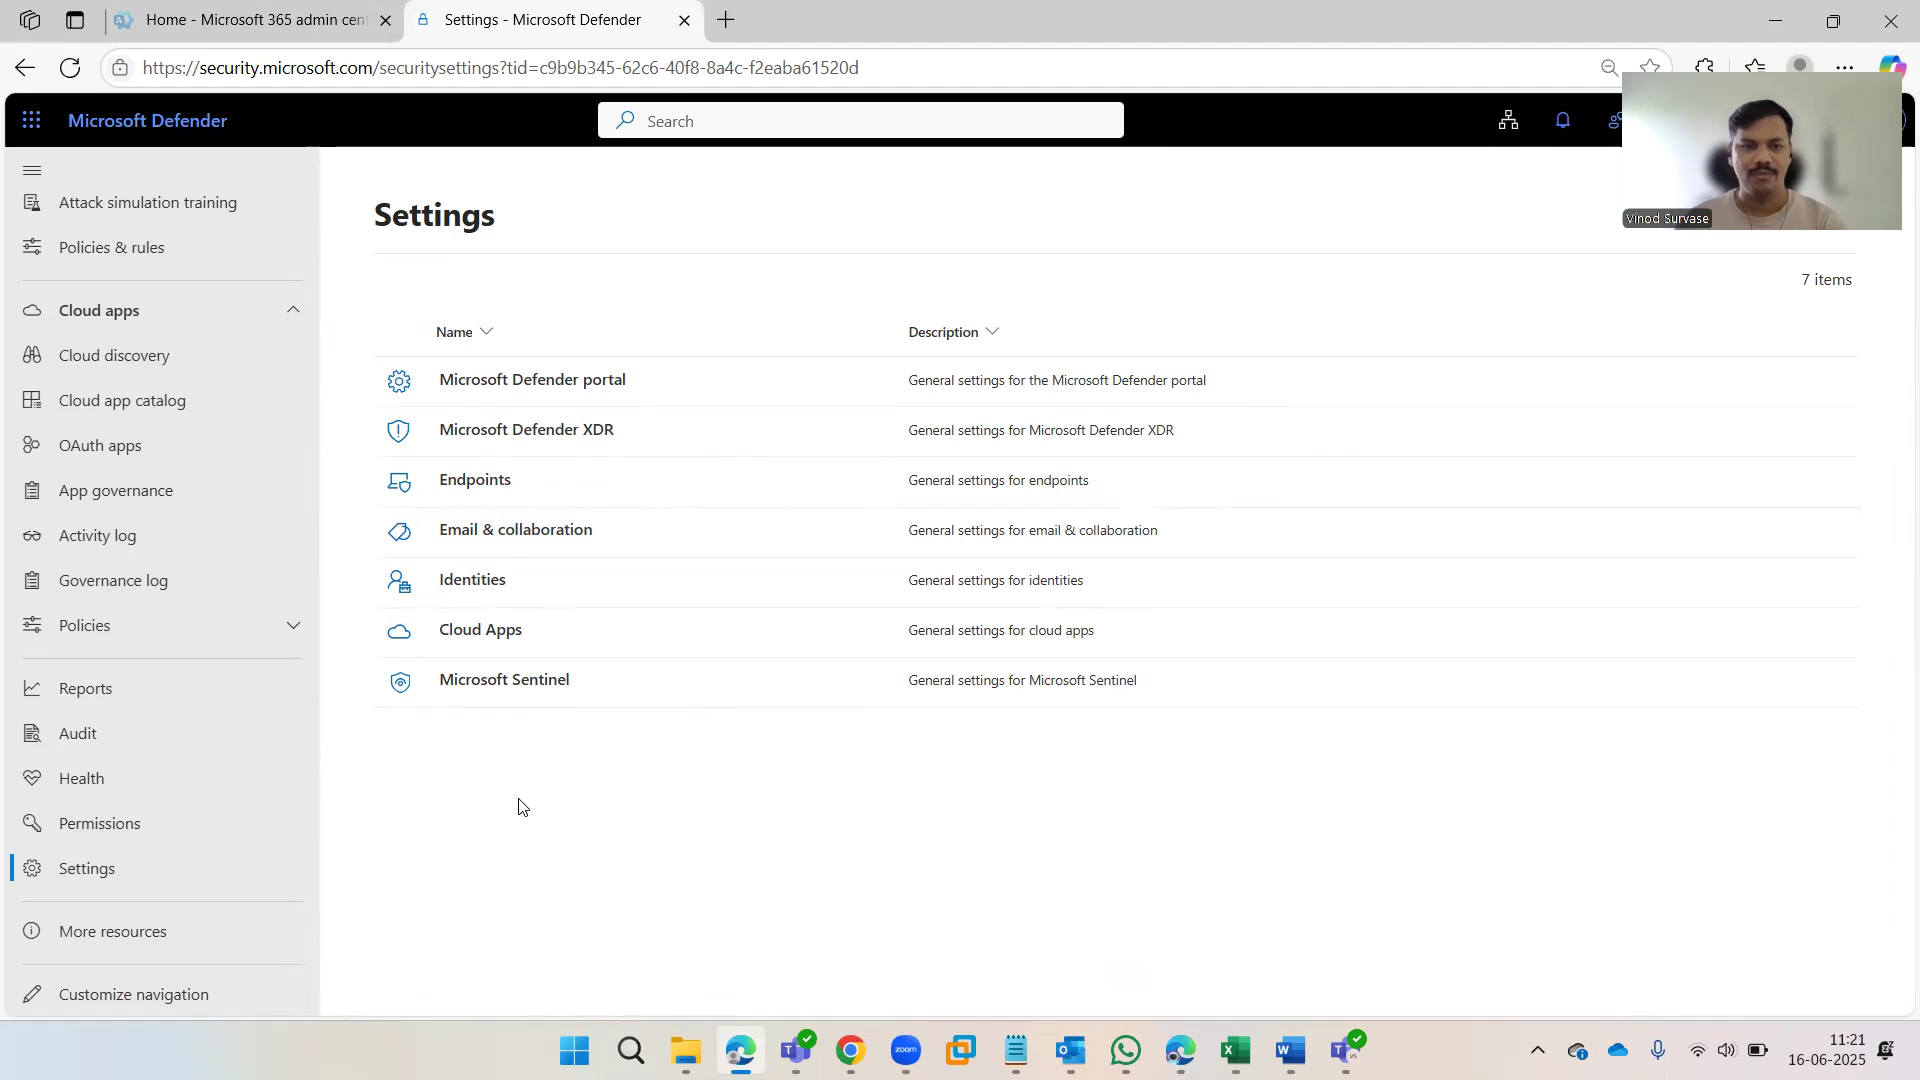 Home - Microsoft 365 admin cen
Settings - Microsoft Defender
https://security.microsoft.com/securitysettings?tid=c9b9b345-62c6-40f8-8a4c-f2eaba61520d
Microsoft Defender
Search
Vinod Survase
Attack simulation training
Policies & rules
Cloud apps
Cloud discovery
Cloud app catalog
OAuth apps
App governance
Activity log
Governance log
Policies
Reports
Audit
Health
Permissions
Settings
More resources
Customize navigation
Settings
7 items
Name
Description
Microsoft Defender portal
General settings for the Microsoft Defender portal
Microsoft Defender XDR
General settings for Microsoft Defender XDR
Endpoints
General settings for endpoints
Email & collaboration
General settings for email & collaboration
Identities
General settings for identities
Cloud Apps
General settings for cloud apps
Microsoft Sentinel
General settings for Microsoft Sentinel
zoom
11:21
16-06-2025